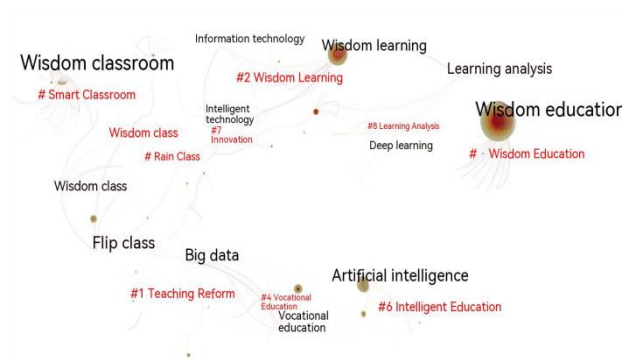 Information technology
Wisdom learning
Wisdom classroom
Learning analysis
#2 Wisdom Learning
# Smart Classroom
Wisdom education
Intelligent
technology
#7
Innovation
#8 Learning Analysis
Wisdom class
Deep learning
# Rain Class
# · Wisdom Education
Wisdom class
Flip class
Big data
Artificial intelligence
#1 Teaching Reform
#4 Vocational
Education
#6 Intelligent Education
Vocational
education